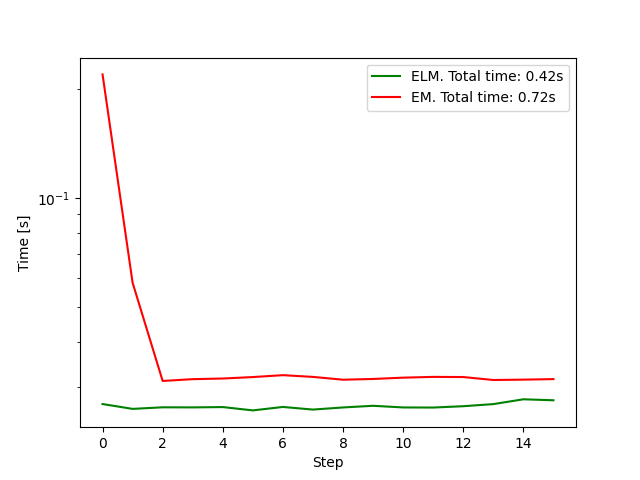 ELM. Total time: 0.42s
EM. Total time: 0.72s
10⁻¹
Time [s]
0 2 4 6 8 10 12 14
Step